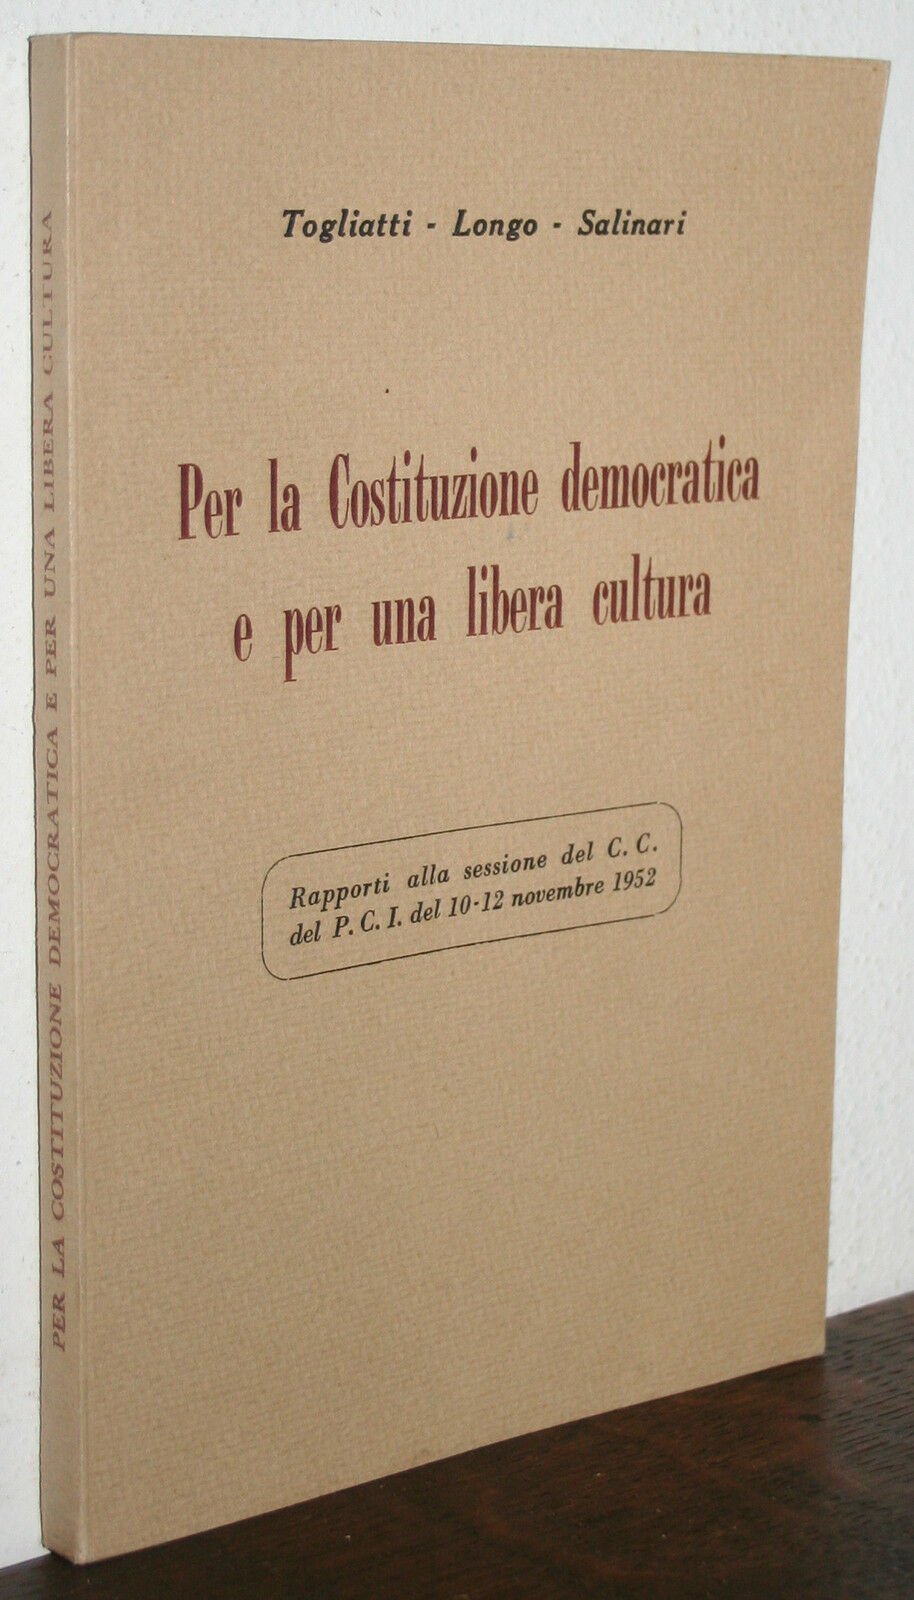 Togliatti - Longo - Salinari
Per la Costituzione democratica
e per una libera cultura
Rapporti alla sessione del C. C.
del P. C. I. del 10-12 novembre 1952
PER LA COSTITUZIONE DEMOCRATICA E PER UNA LIBERA CULTURA